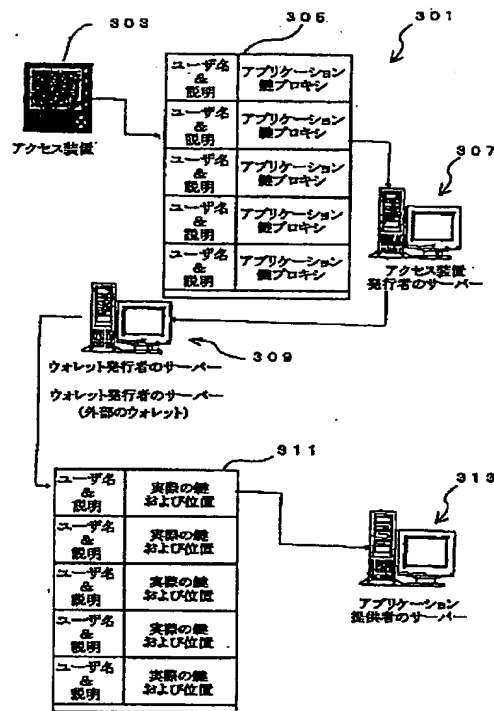 303
305
301
アクセス装置
ユーザ名
&
説明
アプリケーション
鍵プロキシ
ユーザ名
&
説明
アプリケーション
鍵プロキシ
ユーザ名
&
説明
アプリケーション
鍵プロキシ
ユーザ名
&
説明
アプリケーション
鍵プロキシ
ユーザ名
&
説明
アプリケーション
鍵プロキシ
307
アクセス装置
発行者のサーバー
309
ウォレット発行者のサーバー
ウォレット発行者のサーバー
(外部のウォレット)
311
ユーザ名
&
説明
実際の鍵
および位置
ユーザ名
&
説明
実際の鍵
および位置
ユーザ名
&
説明
実際の鍵
および位置
ユーザ名
&
説明
実際の鍵
および位置
ユーザ名
&
説明
実際の鍵
および位置
313
アプリケーション
提供者のサーバー